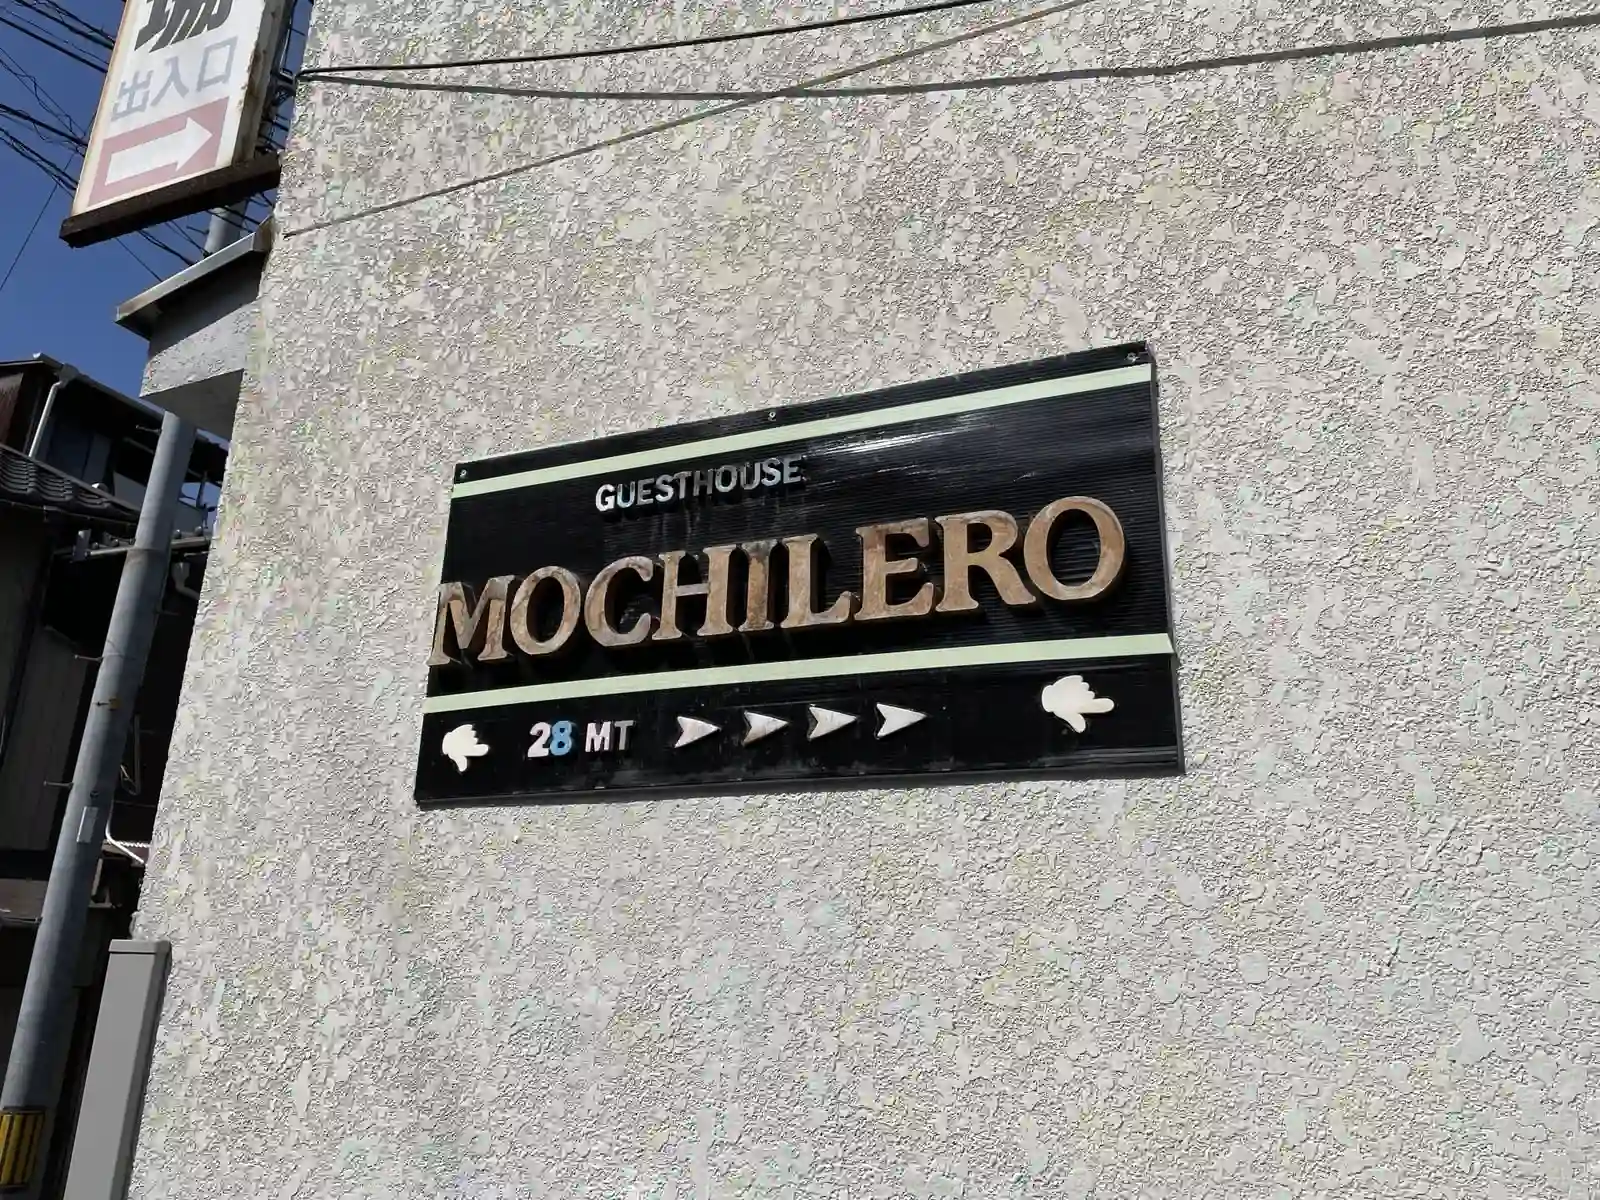 出入口
GUESTHOUSE
MOCHILERO
28 MT